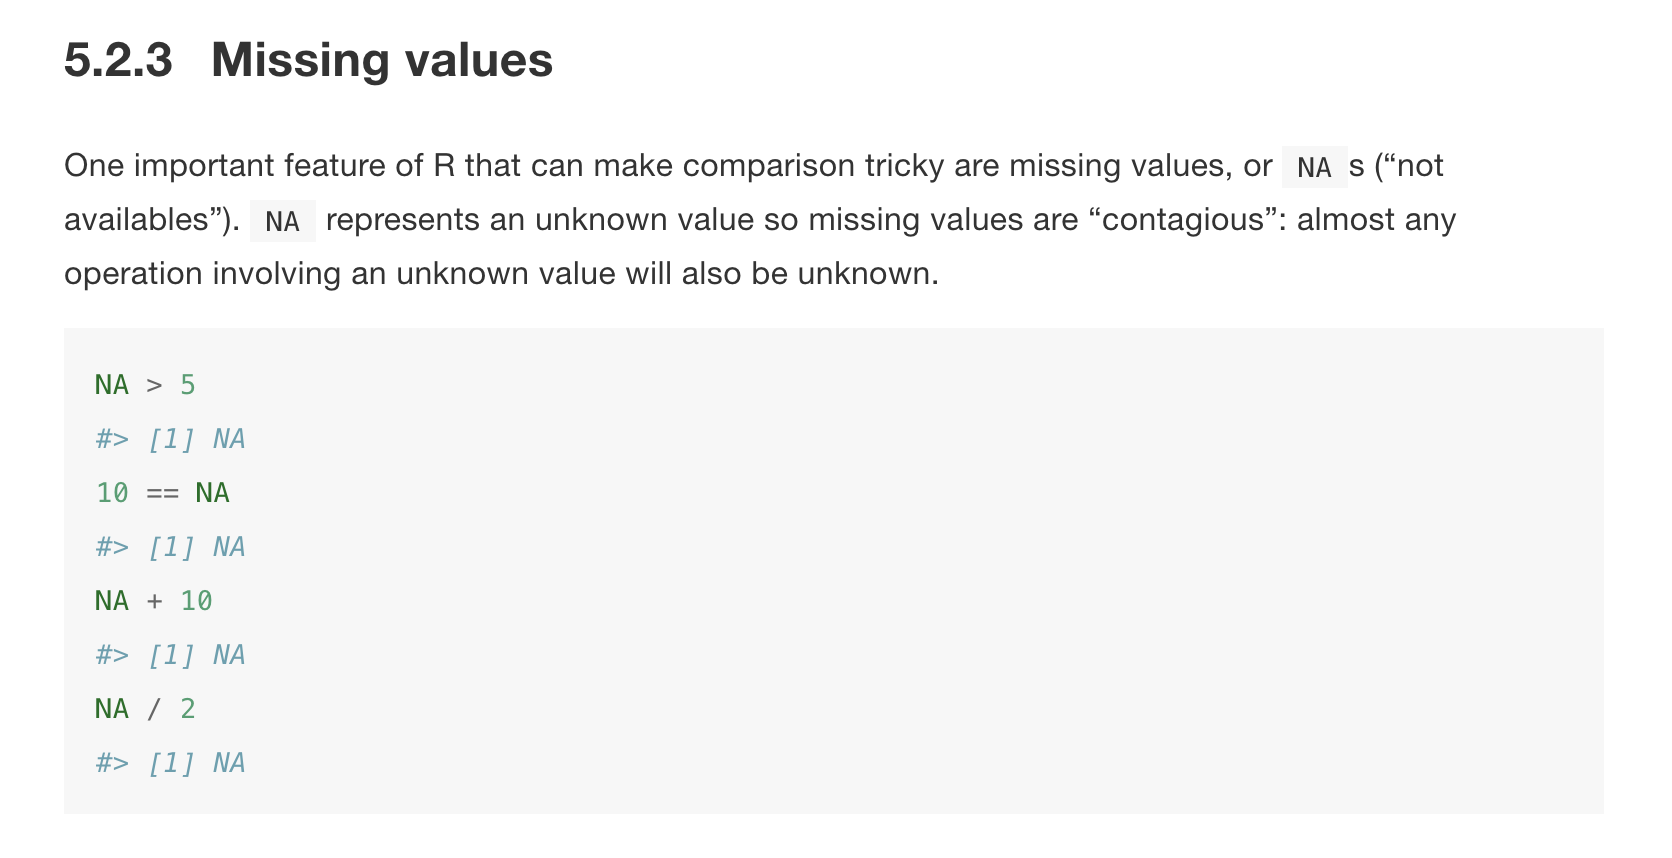 5.2.3 Missing values
One important feature of R that can make comparison tricky are missing values, or NA s (“not
availables”). NA represents an unknown value so missing values are “contagious”: almost any
operation involving an unknown value will also be unknown.
NA > 5
#> [1] NA
10 == NA
#> [1] NA
NA + 10
#> [1] NA
NA / 2
#> [1] NA